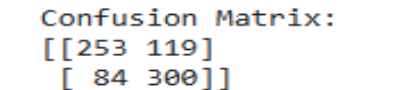 Confusion Matrix:
[[253 119]
 [ 84 300]]